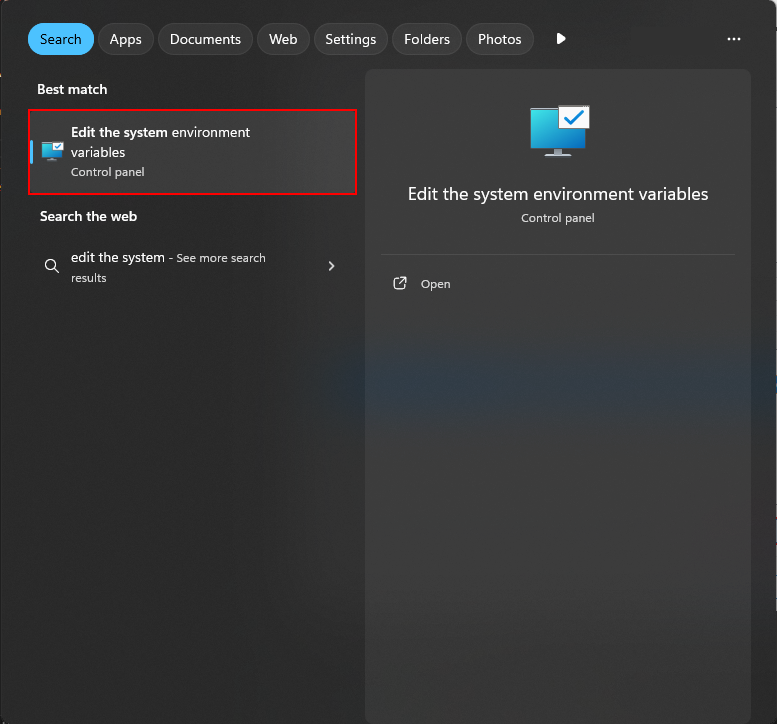 Search Apps Documents Web Settings Folders Photos
Best match
Edit the system environment
variables
Control panel
Search the web
edit the system - See more search
results
Edit the system environment variables
Control panel
Open